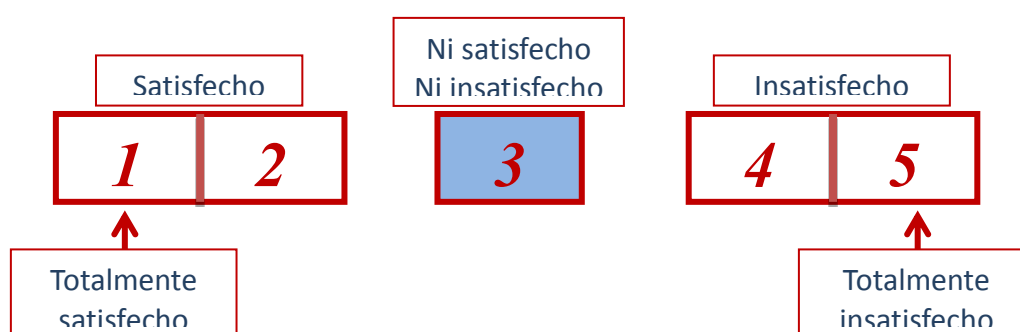 Satisfecho
Ni satisfecho
Ni insatisfecho
Insatisfecho
1 2 3 4 5
Totalmente
satisfecho
Totalmente
insatisfecho